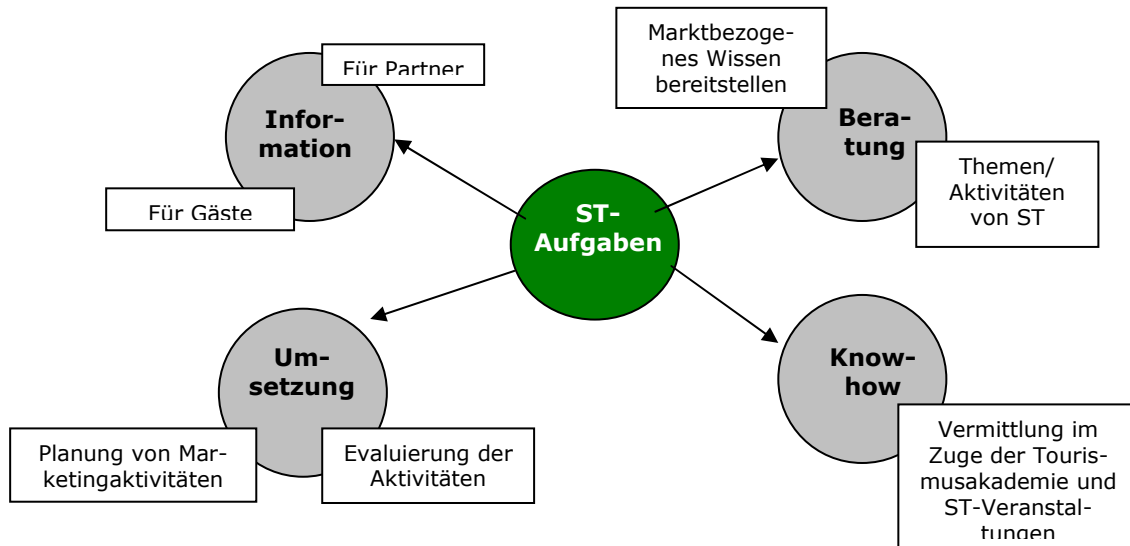 Für Partner
Infor-
mation
Für Gäste
Marktbezoge-
nes Wissen
bereitstellen
Bera-
tung
Themen/
Aktivitäten
von ST
ST-
Aufgaben
Um-
setzung
Planung von Mar-
ketingaktivitäten
Evaluierung der
Aktivitäten
Know-
how
Vermittlung im
Zuge der Touris-
musakademie und
ST-Veranstal-
tungen